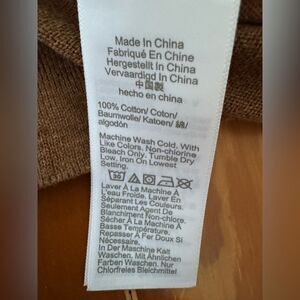 Made In China
Fabriqué En Chine
Hergestellt In China
Vervaardigd In China
中国製
hecho en china
100% Cotton/ Coton/
Baumwolle/ Katoen/ 綿/
algodón
Machine Wash Cold, With
Like Colors. Non-chlorine
Bleach Only. Tumble Dry
Low, Iron On Lowest
Setting.
30
Laver À La Machine À
L'eau Froide. Laver En
Séparant Les Couleurs.
Seulement Agent De
Blanchiment Non-chlore.
Sécher À La Machine À
Basse Température.
Repasser À Fer Doux Si
Nécessaire.
In Der Maschine Kalt
Waschen. Mit Ähnlichen
Farben Waschen. Nur
Chlorfreies Bleichmittel